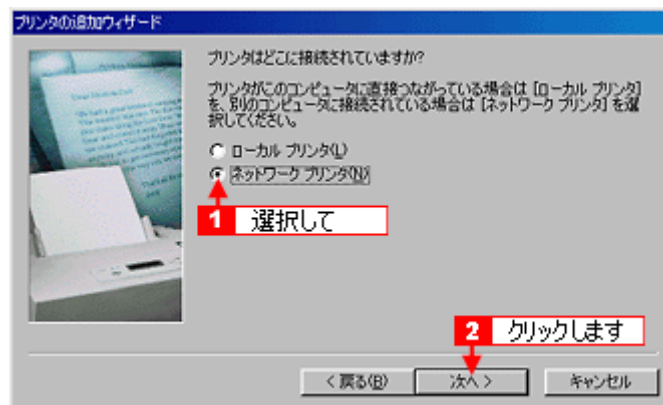 プリンタの追加ウィザード
プリンタはどこに接続されていますか?
プリンタがこのコンピュータに直接つながっている場合は [ローカル プリンタ]
を、別のコンピュータに接続されている場合は [ネットワーク プリンタ] を選
択してください。
ローカル プリンタ(L)
ネットワーク プリンタ(N)
1 選択して
2 クリックします
< 戻る(B)
次へ >
キャンセル